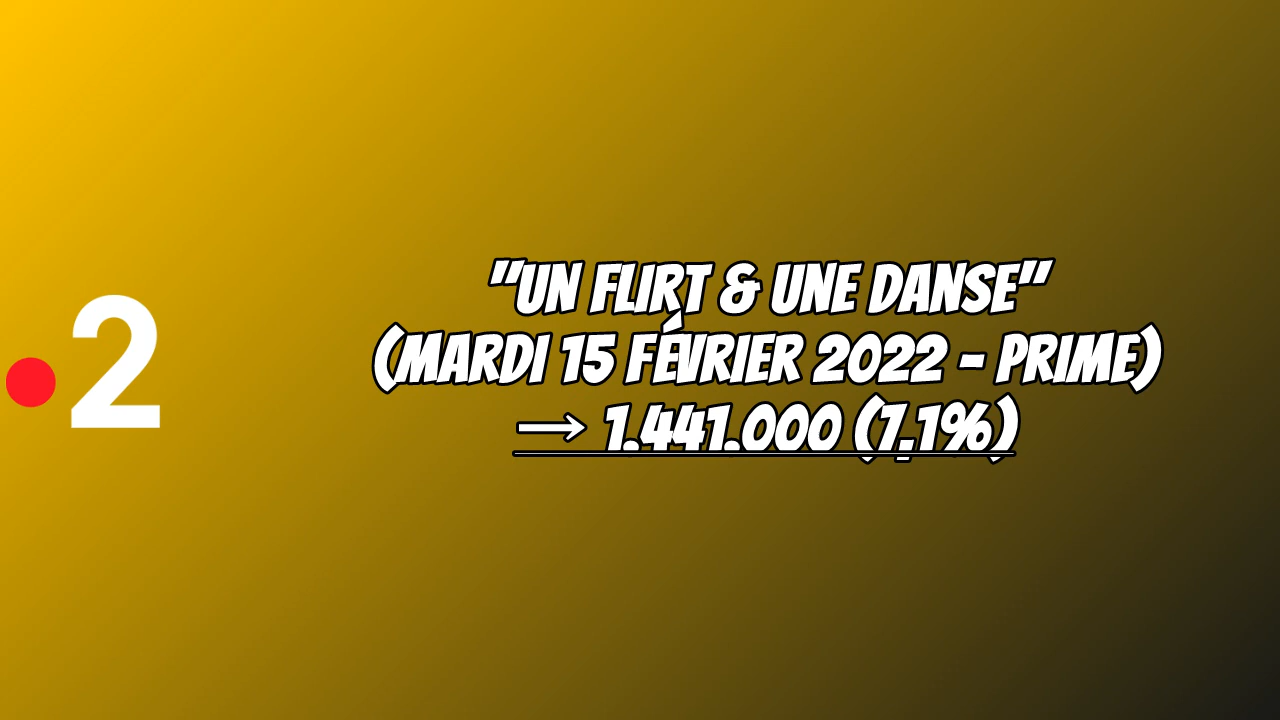 2
"UN FLIRT & UNE DANSE"
(MARDI 15 FÉVRIER 2022 - PRIME)
→ 1.441.000 (7,1%)